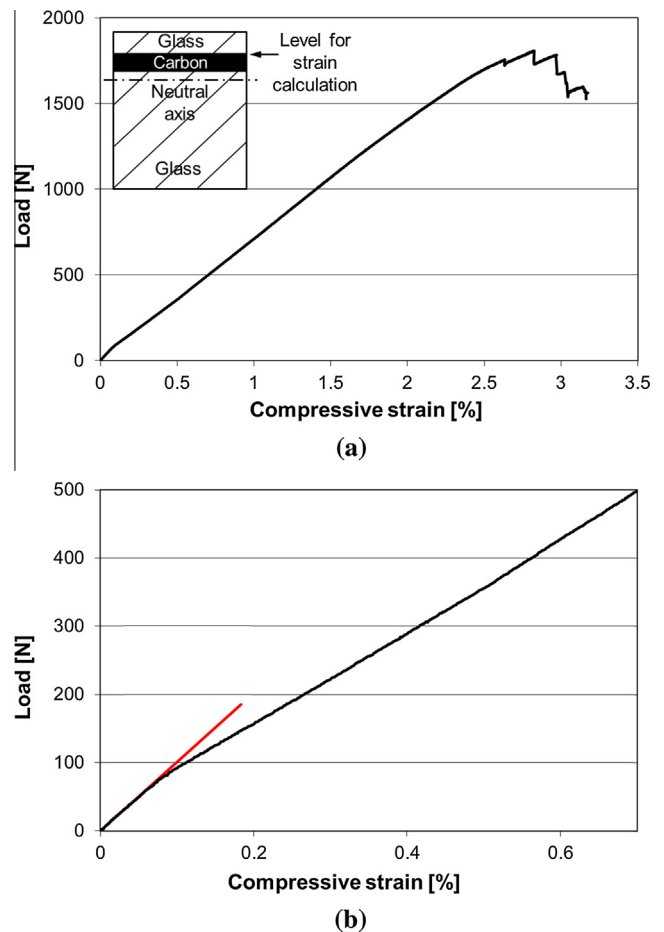 2000
1500
1000
500
0
Load [N]
Glass
Carbon
Neutral
axis
Glass
Level for
strain
calculation
0
0.5
1
1.5
2
2.5
3
3.5
Compressive strain [%]
(a)
500
400
300
200
100
0
Load [N]
0
0.2
0.4
0.6
Compressive strain [%]
(b)